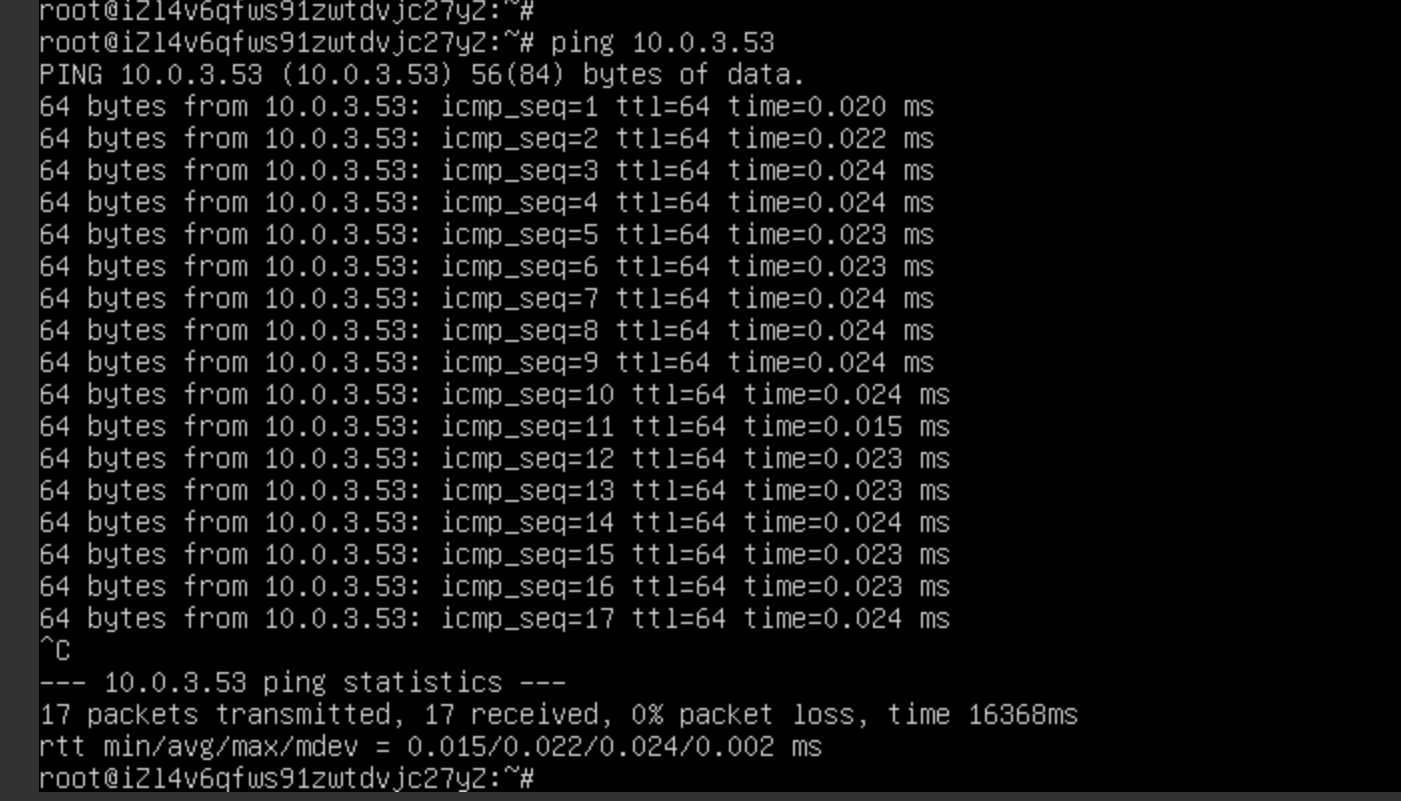 root@iZl4v6qfws91zwtdvjc27yZ:~#
root@iZl4v6qfws91zwtdvjc27yZ:~# ping 10.0.3.53
PING 10.0.3.53 (10.0.3.53) 56(84) bytes of data.
64 bytes from 10.0.3.53: icmp_seq=1 ttl=64 time=0.020 ms
64 bytes from 10.0.3.53: icmp_seq=2 ttl=64 time=0.022 ms
64 bytes from 10.0.3.53: icmp_seq=3 ttl=64 time=0.024 ms
64 bytes from 10.0.3.53: icmp_seq=4 ttl=64 time=0.024 ms
64 bytes from 10.0.3.53: icmp_seq=5 ttl=64 time=0.023 ms
64 bytes from 10.0.3.53: icmp_seq=6 ttl=64 time=0.023 ms
64 bytes from 10.0.3.53: icmp_seq=7 ttl=64 time=0.024 ms
64 bytes from 10.0.3.53: icmp_seq=8 ttl=64 time=0.024 ms
64 bytes from 10.0.3.53: icmp_seq=9 ttl=64 time=0.024 ms
64 bytes from 10.0.3.53: icmp_seq=10 ttl=64 time=0.024 ms
64 bytes from 10.0.3.53: icmp_seq=11 ttl=64 time=0.015 ms
64 bytes from 10.0.3.53: icmp_seq=12 ttl=64 time=0.023 ms
64 bytes from 10.0.3.53: icmp_seq=13 ttl=64 time=0.023 ms
64 bytes from 10.0.3.53: icmp_seq=14 ttl=64 time=0.024 ms
64 bytes from 10.0.3.53: icmp_seq=15 ttl=64 time=0.023 ms
64 bytes from 10.0.3.53: icmp_seq=16 ttl=64 time=0.023 ms
64 bytes from 10.0.3.53: icmp_seq=17 ttl=64 time=0.024 ms
^C
--- 10.0.3.53 ping statistics ---
17 packets transmitted, 17 received, 0% packet loss, time 16368ms
rtt min/avg/max/mdev = 0.015/0.022/0.024/0.002 ms
root@iZl4v6qfws91zwtdvjc27yZ:~#